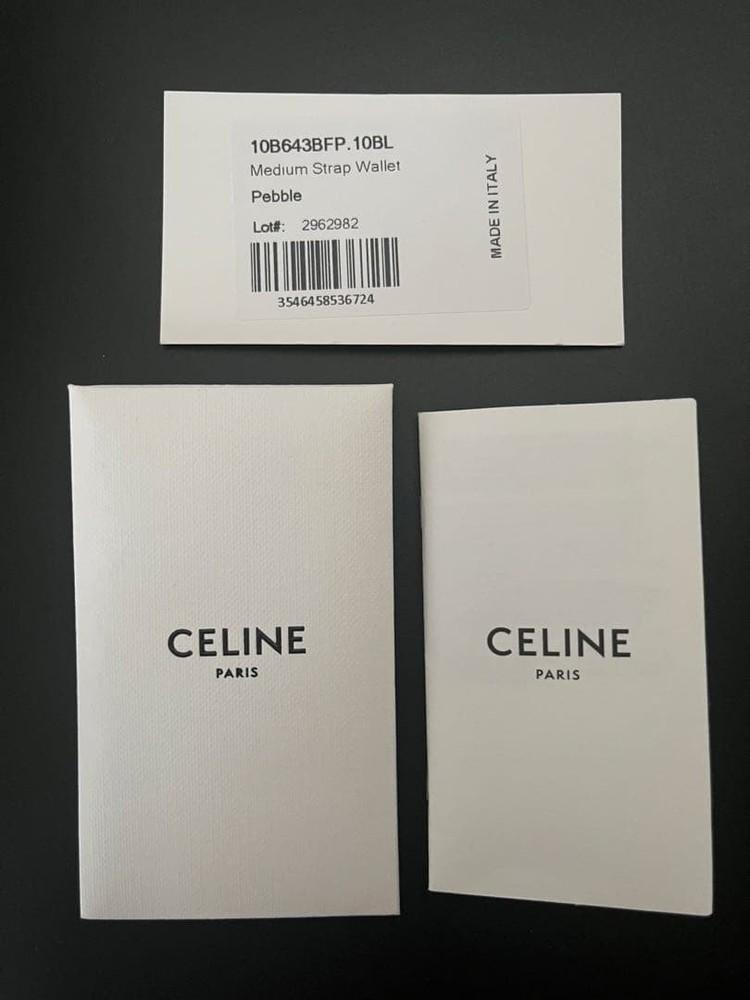 10B643BFP.10BL
Medium Strap Wallet
Pebble
Lot#: 2962982
3546458536724
MADE IN ITALY
CELINE
PARIS
CELINE
PARIS